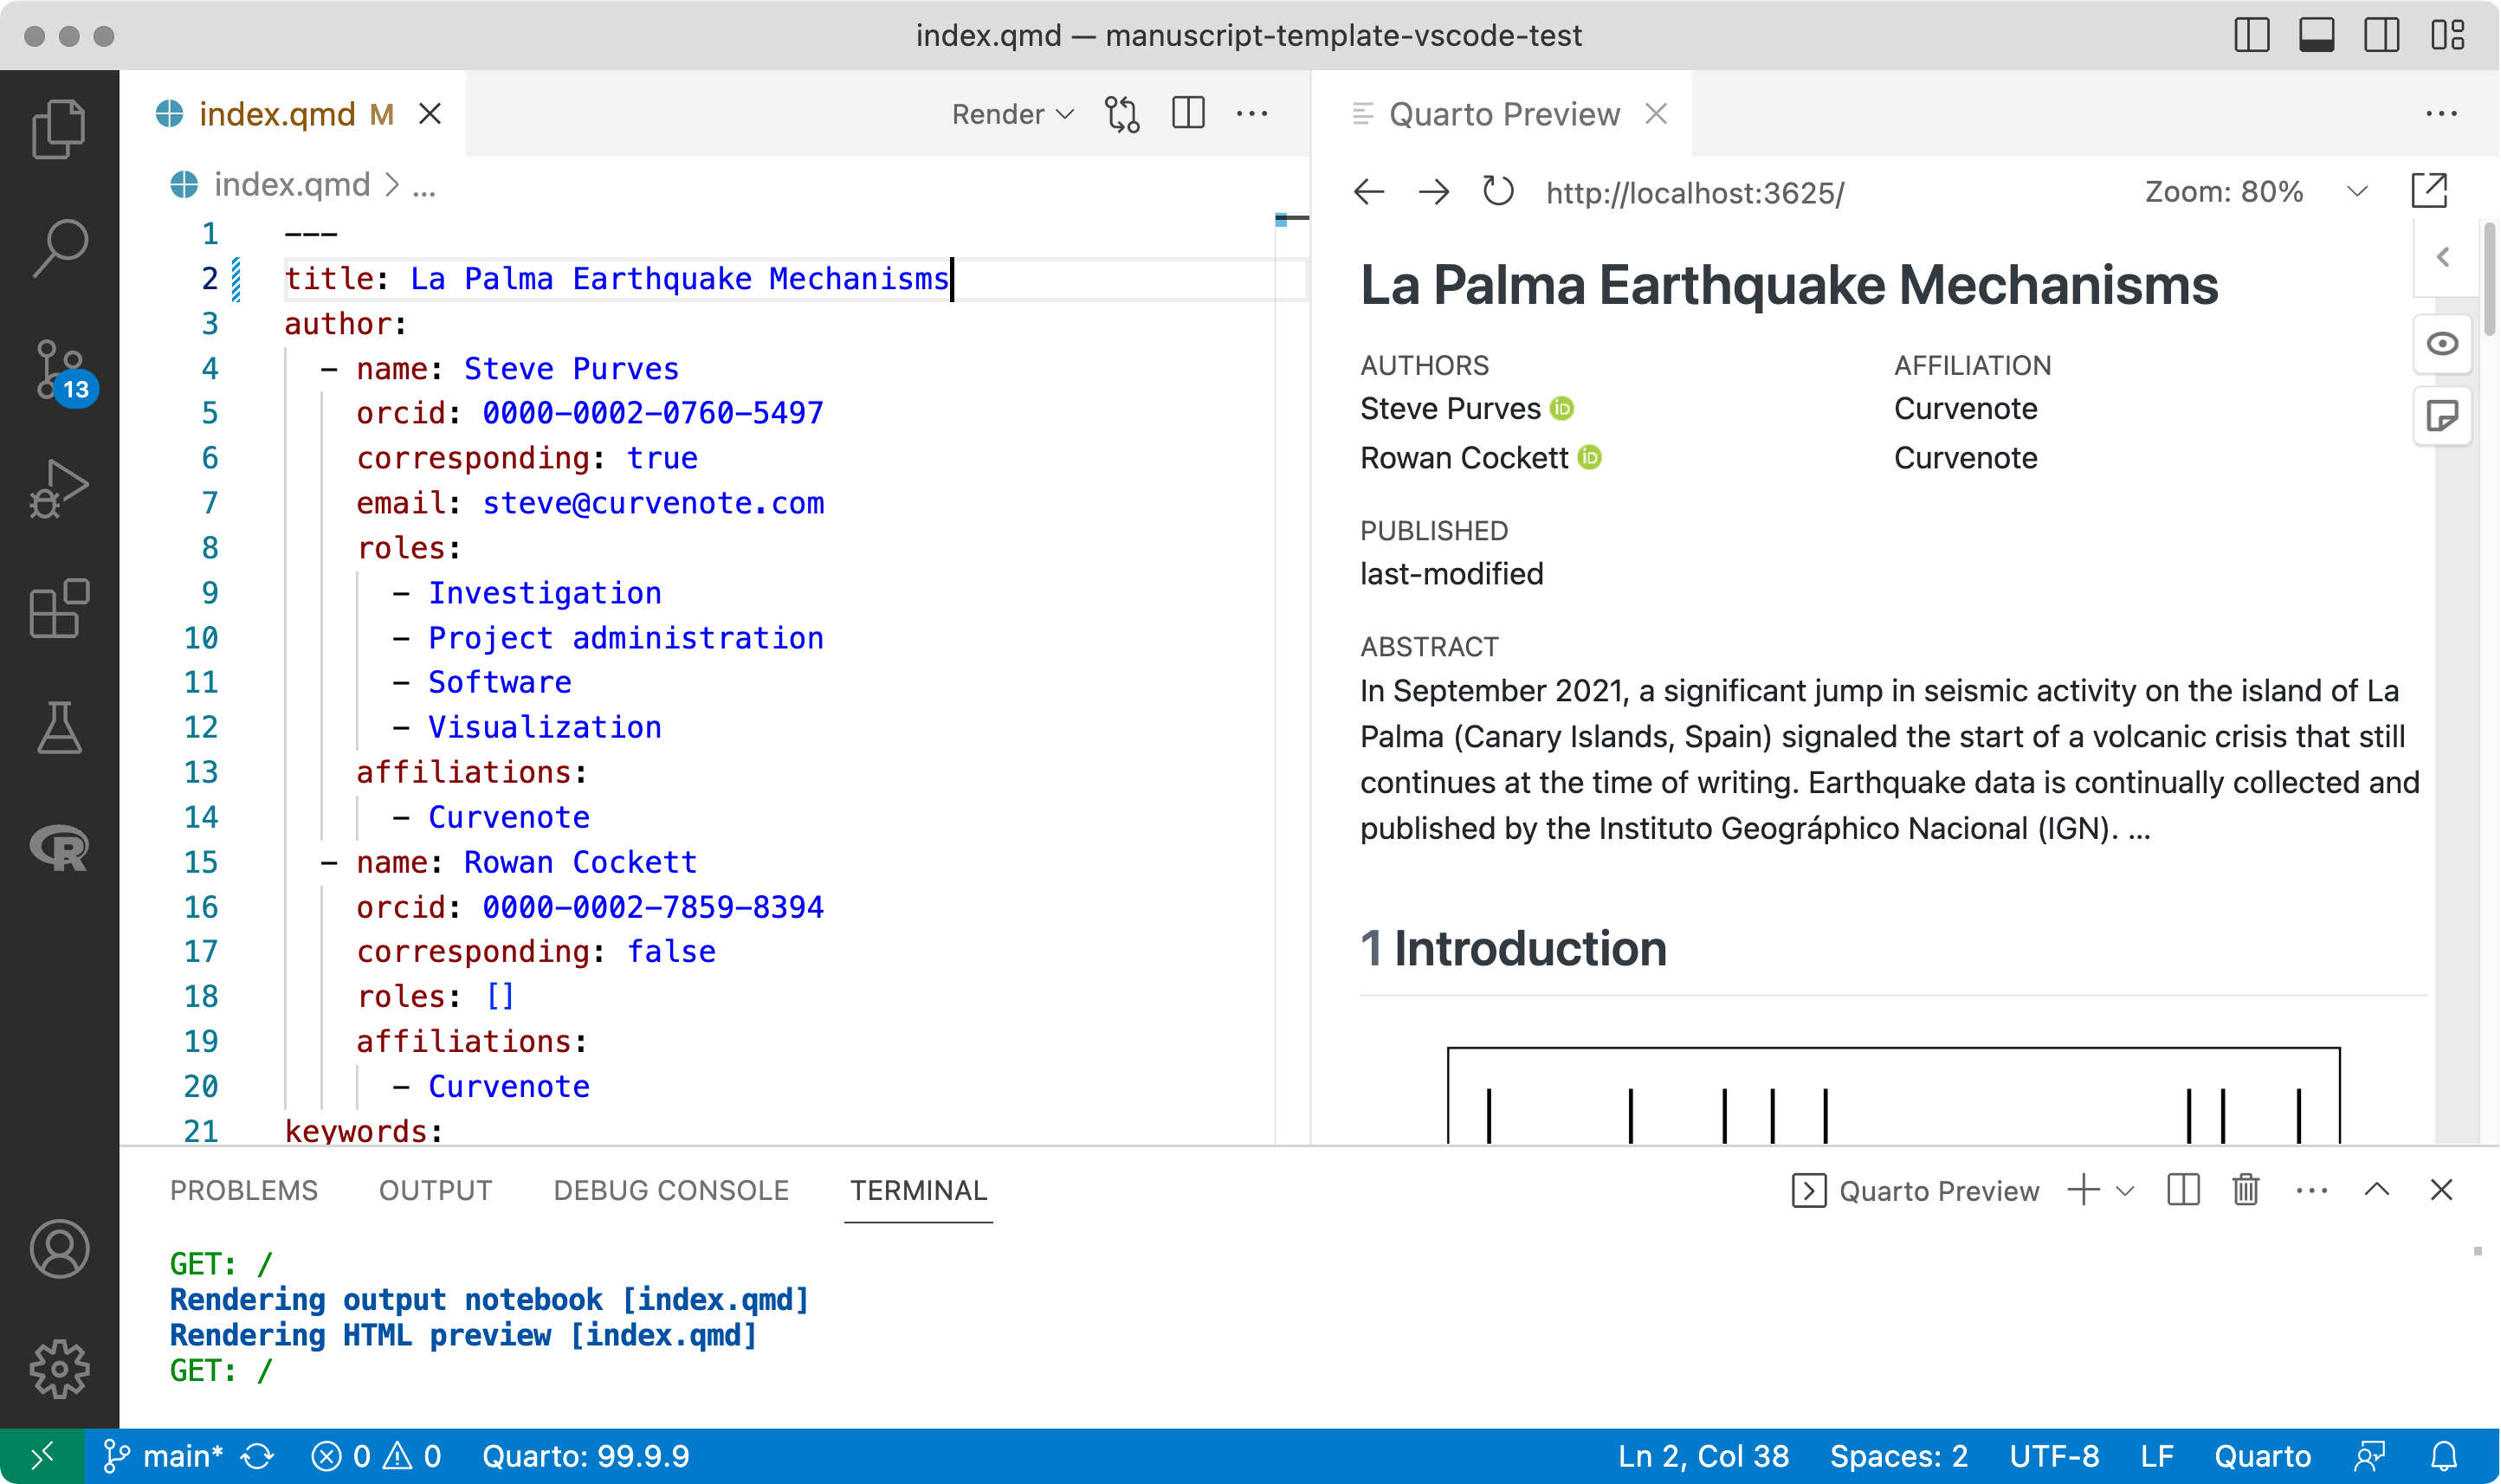 index.qmd — manuscript-template-vscode-test
index.qmd M
Render
Quarto Preview
index.qmd > ...
http://localhost:3625/
Zoom: 80%
1 ---
2 title: La Palma Earthquake Mechanisms
3 author:
4 - name: Steve Purves
5 orcid: 0000-0002-0760-5497
6 corresponding: true
7 email: steve@curvenote.com
8 roles:
9 - Investigation
10 - Project administration
11 - Software
12 - Visualization
13 affiliations:
14 - Curvenote
15 - name: Rowan Cockett
16 orcid: 0000-0002-7859-8394
17 corresponding: false
18 roles: []
19 affiliations:
20 - Curvenote
21 keywords:
La Palma Earthquake Mechanisms
AUTHORS AFFILIATION
Steve Purves iD Curvenote
Rowan Cockett iD Curvenote
PUBLISHED
last-modified
ABSTRACT
In September 2021, a significant jump in seismic activity on the island of La
Palma (Canary Islands, Spain) signaled the start of a volcanic crisis that still
continues at the time of writing. Earthquake data is continually collected and
published by the Instituto Geográphico Nacional (IGN). ...
1 Introduction
13
R
PROBLEMS OUTPUT DEBUG CONSOLE TERMINAL
Quarto Preview
GET: /
Rendering output notebook [index.qmd]
Rendering HTML preview [index.qmd]
GET: /
main* 0 0 Quarto: 99.9.9
Ln 2, Col 38 Spaces: 2 UTF-8 LF Quarto